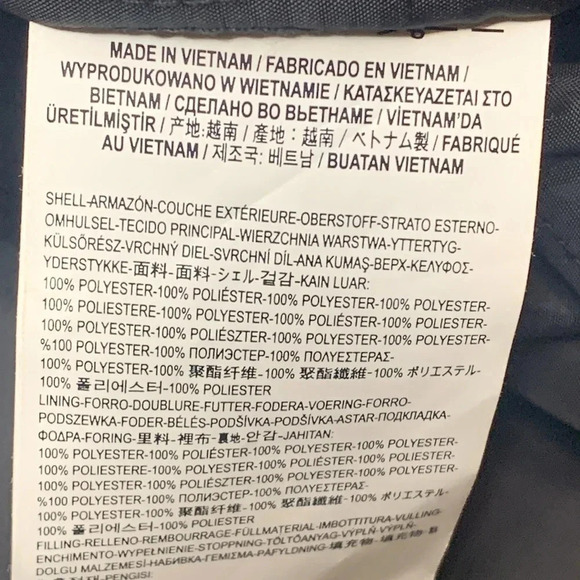 MADE IN VIETNAM / FABRICADO EN VIETNAM /
WYPRODUKOWANO W WIETNAMIE / ΚΑΤΑΣΚΕΥΑΖΕΤΑΙ ΣΤΟ
ΒΙΕΤΝΑΜ / СДЕЛАНО ВО ВЬЕТНАМЕ / VİETNAM'DA
ÜRETİLMİŞTİR / 产地:越南 / 產地：越南 / ベトナム製 / FABRIQUÉ
AU VIETNAM / 제조국: 베트남 / BUATAN VIETNAM
SHELL-ARMAZÓN-COUCHE EXTÉRIEURE-OBERSTOFF-STRATO ESTERNO-
OMHULSEL-TECIDO PRINCIPAL-WIERZCHNIA WARSTWA-YTTERTYG-
KÜLSŐRÉSZ-VRCHNÝ DIEL-SVRCHNÍ DÍL-ANA KUMAŞ-ВЕРХ-ΚΕΛΥΦΟΣ-
YDERSTYKKE-面料-面料-シェル-겉감-KAIN LUAR:
100% POLYESTER-100% POLIÉSTER-100% POLYESTER-100% POLYESTER-
100% POLIESTERE-100% POLYESTER-100% POLIÉSTER-100% POLIESTER-
100% POLYESTER-100% POLIÉSZTER-100% POLYESTER-100% POLYESTER-
%100 POLYESTER-100% ПОЛИЭСТЕР-100% ΠΟΛΥΕΣΤΕΡΑΣ-
100% POLYESTER-100% 聚酯纤维-100% 聚酯纖維-100% ポリエステル-
100% 폴리에스터-100% POLIESTER
LINING-FORRO-DOUBLURE-FUTTER-FODERA-VOERING-FORRO-
PODSZEWKA-FODER-BÉLÉS-PODŠÍVKA-PODŠÍVKA-ASTAR-ПОДКЛАДКА-
ΦΟΔΡΑ-FORING-里料-裡布-裏地-안감-JAHITAN:
100% POLYESTER-100% POLIÉSTER-100% POLYESTER-100% POLYESTER-
100% POLIESTERE-100% POLYESTER-100% POLIÉSTER-100% POLIESTER-
100% POLYESTER-100% POLIÉSZTER-100% POLYESTER-100% POLYESTER-
%100 POLYESTER-100% ПОЛИЭСТЕР-100% ΠΟΛΥΕΣΤΕΡΑΣ-
100% POLYESTER-100% 聚酯纤维-100% 聚酯纖維-100% ポリエステル-
100% 폴리에스터-100% POLIESTER
FILLING-RELLENO-REMBOURRAGE-FÜLLMATERIAL-IMBOTTITURA-VULLING-
ENCHIMENTO-WYPEŁNIENIE-STOPPNING-TÖLTŐANYAG-VÝPLŇ-VÝPLŇ-
DOLGU MALZEMESİ-НАБИВКА-ΓΕΜΙΣΜΑ-PÅFYLDNING-填充物-填充物-
충전재-PENGISI: